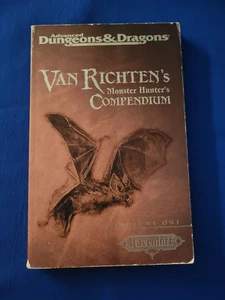 Advanced
Dungeons & Dragons
VAN RICHTEN'S
Monster Hunter's
COMPENDIUM
VOLUME ONE
Ravenloft